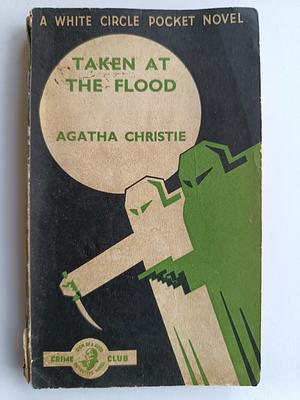 A WHITE CIRCLE POCKET NOVEL
TAKEN AT
THE FLOOD
AGATHA CHRISTIE
CRIME CLUB